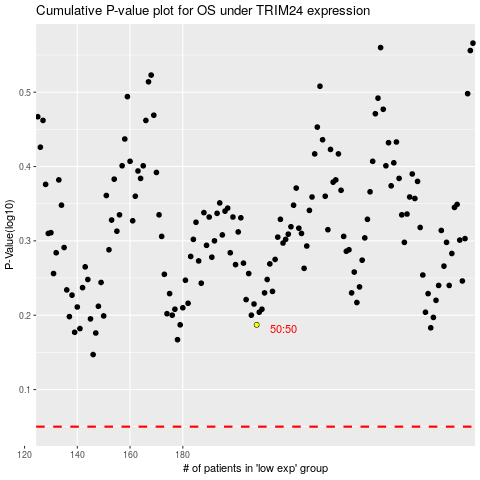 Cumulative P-value plot for OS under TRIM24 expression
P-Value(log10)
0.5
0.4
0.3
0.2
0.1
50:50
120 140 160 180
# of patients in 'low exp' group